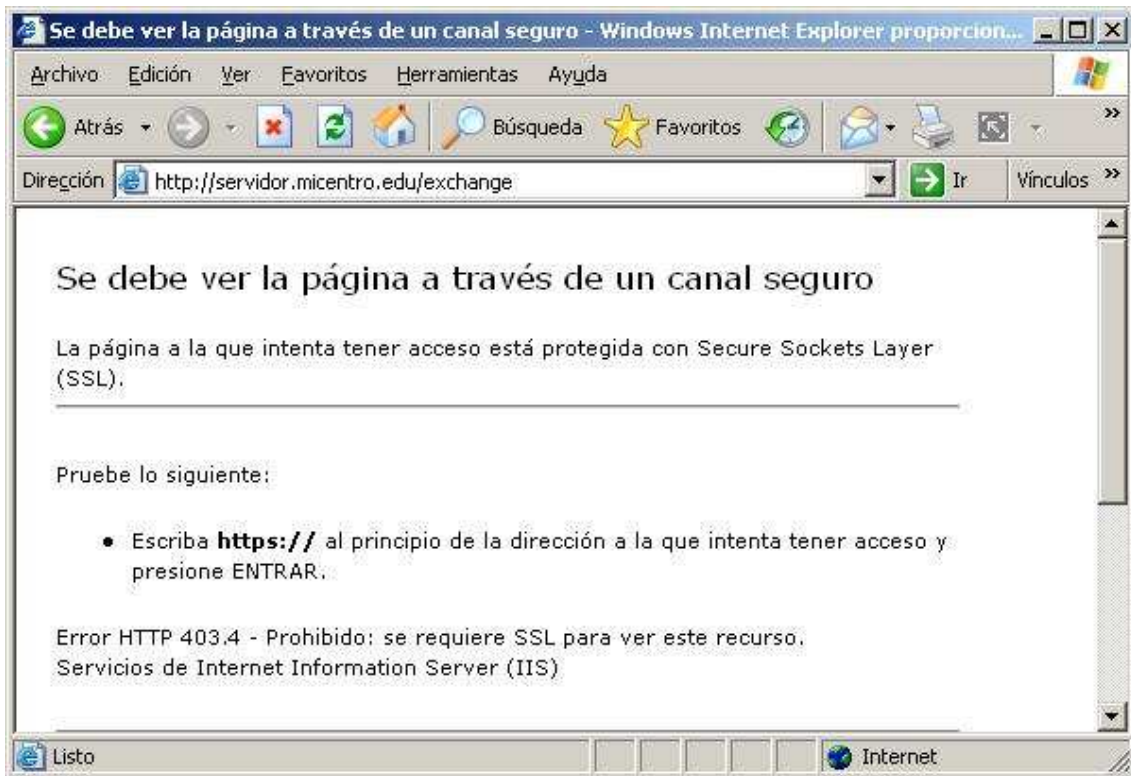 Se debe ver la página a través de un canal seguro - Windows Internet Explorer proporcion...
Archivo Edición Ver Favoritos Herramientas Ayuda
Atrás Búsqueda Favoritos
Dirección http://servidor.micentro.edu/exchange Ir Vínculos
Se debe ver la página a través de un canal seguro
La página a la que intenta tener acceso está protegida con Secure Sockets Layer
(SSL).
Pruebe lo siguiente:
• Escriba https:// al principio de la dirección a la que intenta tener acceso y
presione ENTRAR.
Error HTTP 403.4 - Prohibido: se requiere SSL para ver este recurso.
Servicios de Internet Information Server (IIS)
Listo Internet